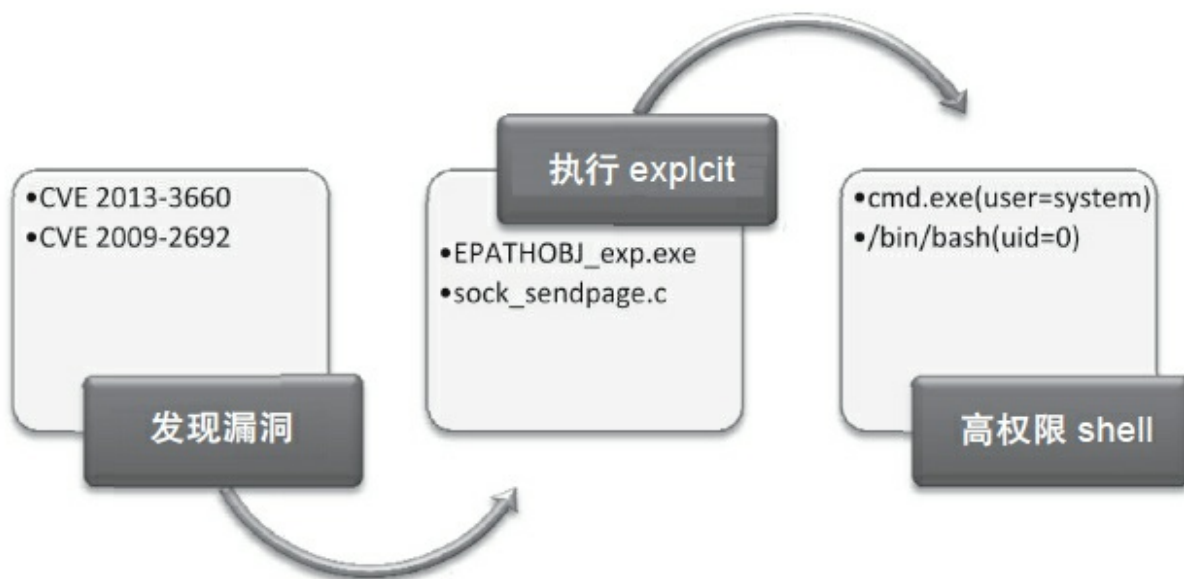 •CVE 2013-3660
•CVE 2009-2692
发现漏洞
执行 explcit
•EPATHOBJ_exp.exe
•sock_sendpage.c
•cmd.exe(user=system)
•/bin/bash(uid=0)
高权限 shell